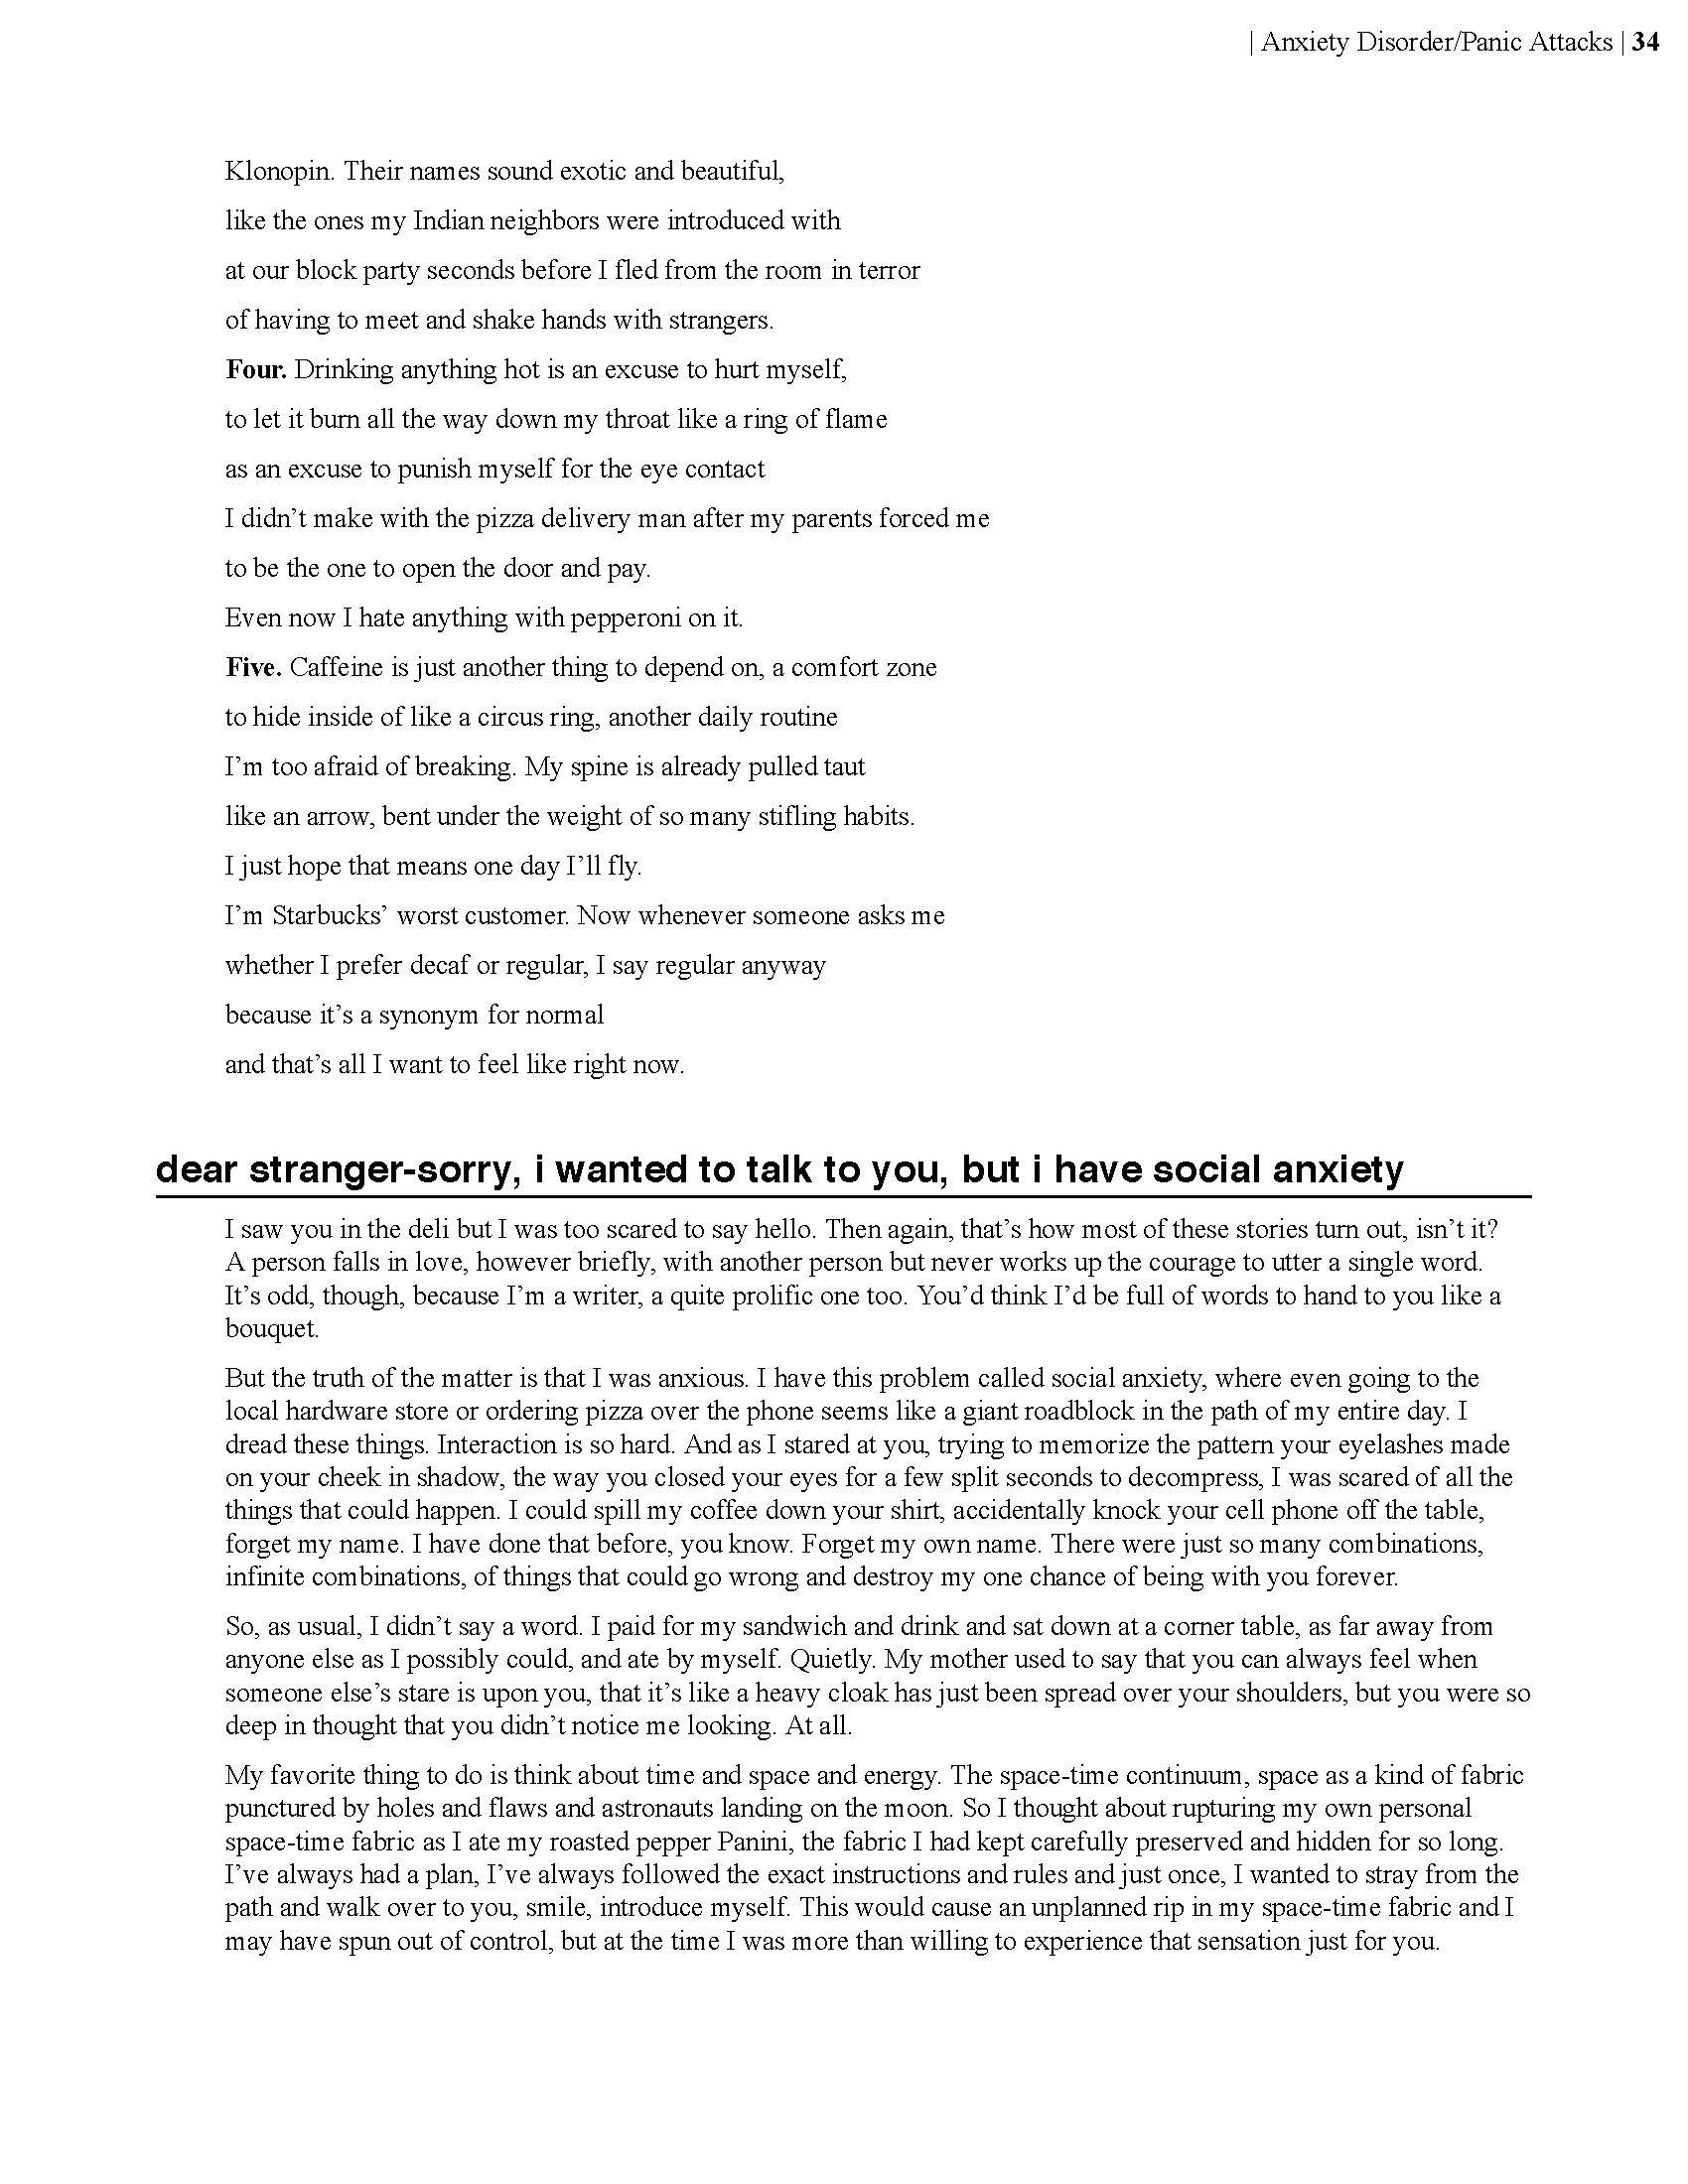 | Anxiety Disorder/Panic Attacks | 34
Klonopin. Their names sound exotic and beautiful,
like the ones my Indian neighbors were introduced with
at our block party seconds before I fled from the room in terror
of having to meet and shake hands with strangers.
Four. Drinking anything hot is an excuse to hurt myself,
to let it burn all the way down my throat like a ring of flame
as an excuse to punish myself for the eye contact
I didn’t make with the pizza delivery man after my parents forced me
to be the one to open the door and pay.
Even now I hate anything with pepperoni on it.
Five. Caffeine is just another thing to depend on, a comfort zone
to hide inside of like a circus ring, another daily routine
I’m too afraid of breaking. My spine is already pulled taut
like an arrow, bent under the weight of so many stifling habits.
I just hope that means one day I’ll fly.
I’m Starbucks’ worst customer. Now whenever someone asks me
whether I prefer decaf or regular, I say regular anyway
because it’s a synonym for normal
and that’s all I want to feel like right now.
dear stranger-sorry, i wanted to talk to you, but i have social anxiety
I saw you in the deli but I was too scared to say hello. Then again, that’s how most of these stories turn out, isn’t it?
A person falls in love, however briefly, with another person but never works up the courage to utter a single word.
It’s odd, though, because I’m a writer, a quite prolific one too. You’d think I’d be full of words to hand to you like a
bouquet.
But the truth of the matter is that I was anxious. I have this problem called social anxiety, where even going to the
local hardware store or ordering pizza over the phone seems like a giant roadblock in the path of my entire day. I
dread these things. Interaction is so hard. And as I stared at you, trying to memorize the pattern your eyelashes made
on your cheek in shadow, the way you closed your eyes for a few split seconds to decompress, I was scared of all the
things that could happen. I could spill my coffee down your shirt, accidentally knock your cell phone off the table,
forget my name. I have done that before, you know. Forget my own name. There were just so many combinations,
infinite combinations, of things that could go wrong and destroy my one chance of being with you forever.
So, as usual, I didn’t say a word. I paid for my sandwich and drink and sat down at a corner table, as far away from
anyone else as I possibly could, and ate by myself. Quietly. My mother used to say that you can always feel when
someone else’s stare is upon you, that it’s like a heavy cloak has just been spread over your shoulders, but you were so
deep in thought that you didn’t notice me looking. At all.
My favorite thing to do is think about time and space and energy. The space-time continuum, space as a kind of fabric
punctured by holes and flaws and astronauts landing on the moon. So I thought about rupturing my own personal
space-time fabric as I ate my roasted pepper Panini, the fabric I had kept carefully preserved and hidden for so long.
I’ve always had a plan, I’ve always followed the exact instructions and rules and just once, I wanted to stray from the
path and walk over to you, smile, introduce myself. This would cause an unplanned rip in my space-time fabric and I
may have spun out of control, but at the time I was more than willing to experience that sensation just for you.